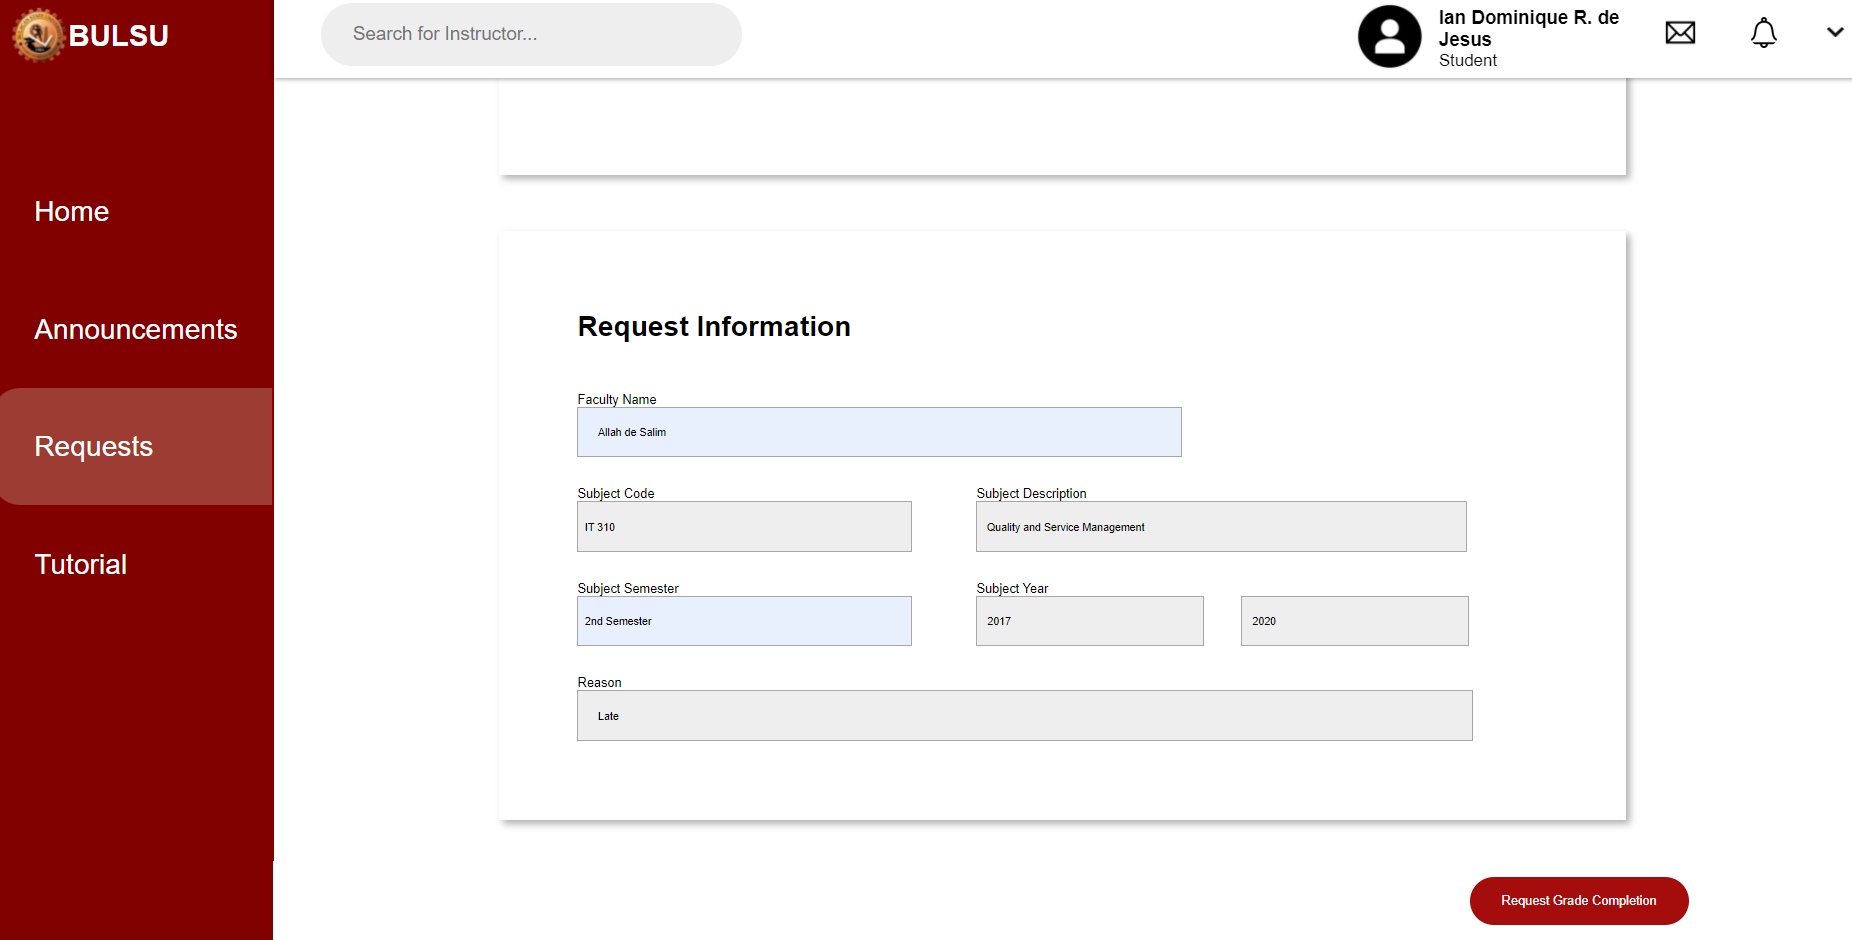 BULSU
Search for Instructor...
Ian Dominique R. de
Jesus
Student
Home
Announcements
Requests
Tutorial
Request Information
Faculty Name
Allah de Salim
Subject Code
Subject Description
IT 310
Quality and Service Management
Subject Semester
Subject Year
2nd Semester
2017
2020
Reason
Late
Request Grade Completion